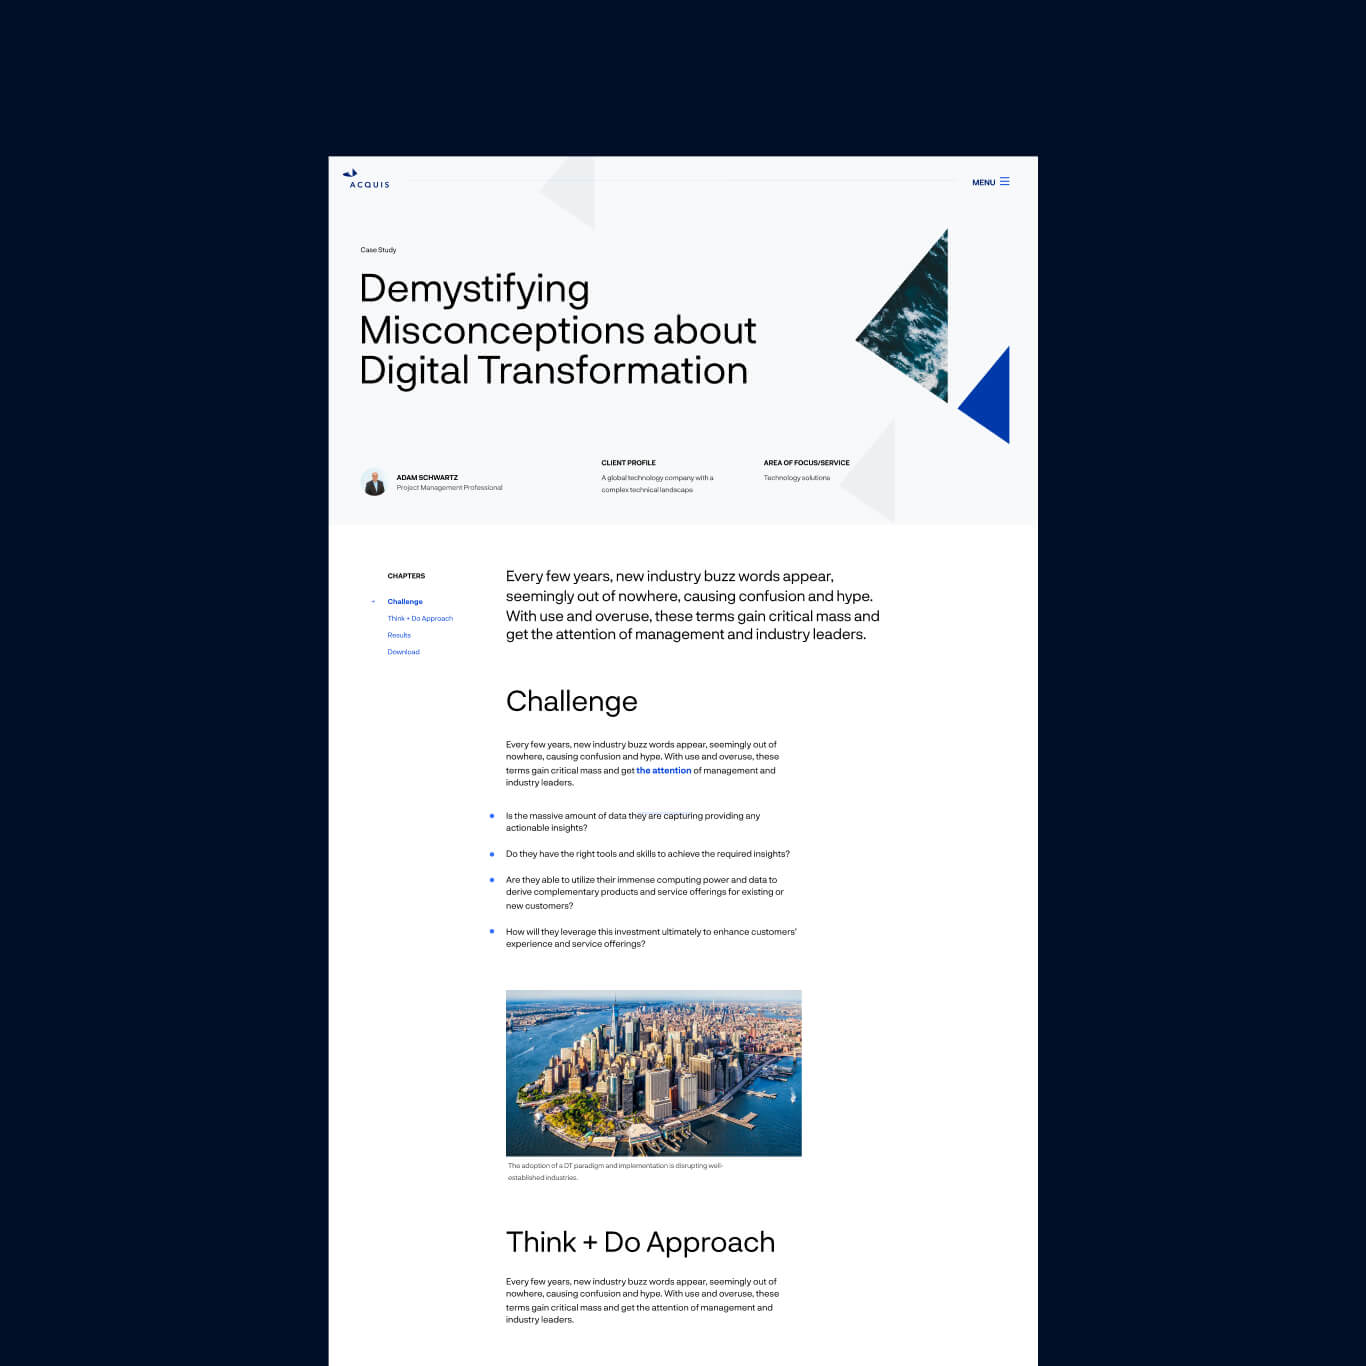 ACQUIS
MENU
Case Study
Demystifying
Misconceptions about
Digital Transformation
ADAM SCHWARTZ
Project Management Professional
CLIENT PROFILE
A global technology company with a
complex technical landscape
AREA OF FOCUS/SERVICE
Technology solutions
CHAPTERS
Challenge
Think + Do Approach
Results
Download
Every few years, new industry buzz words appear,
seemingly out of nowhere, causing confusion and hype.
With use and overuse, these terms gain critical mass and
get the attention of management and industry leaders.
Challenge
Every few years, new industry buzz words appear, seemingly out of
nowhere, causing confusion and hype. With use and overuse, these
terms gain critical mass and get the attention of management and
industry leaders.
Is the massive amount of data they are capturing providing any
actionable insights?
Do they have the right tools and skills to achieve the required insights?
Are they able to utilize their immense computing power and data to
derive complementary products and service offerings for existing or
new customers?
How will they leverage this investment ultimately to enhance customers'
experience and service offerings?
The adoption of a DT paradigm and implementation is disrupting well-
established industries.
Think + Do Approach
Every few years, new industry buzz words appear, seemingly out of
nowhere, causing confusion and hype. With use and overuse, these
terms gain critical mass and get the attention of management and
industry leaders.